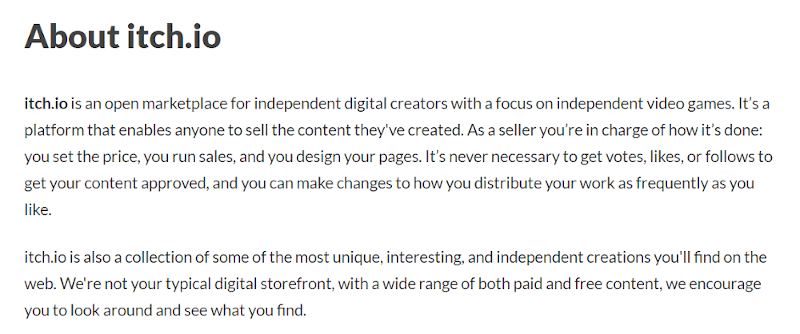 About itch.io
itch.io is an open marketplace for independent digital creators with a focus on independent video games. It’s a
platform that enables anyone to sell the content they've created. As a seller you’re in charge of how it’s done:
you set the price, you run sales, and you design your pages. It’s never necessary to get votes, likes, or follows to
get your content approved, and you can make changes to how you distribute your work as frequently as you
like.
itch.io is also a collection of some of the most unique, interesting, and independent creations you'll find on the
web. We're not your typical digital storefront, with a wide range of both paid and free content, we encourage
you to look around and see what you find.